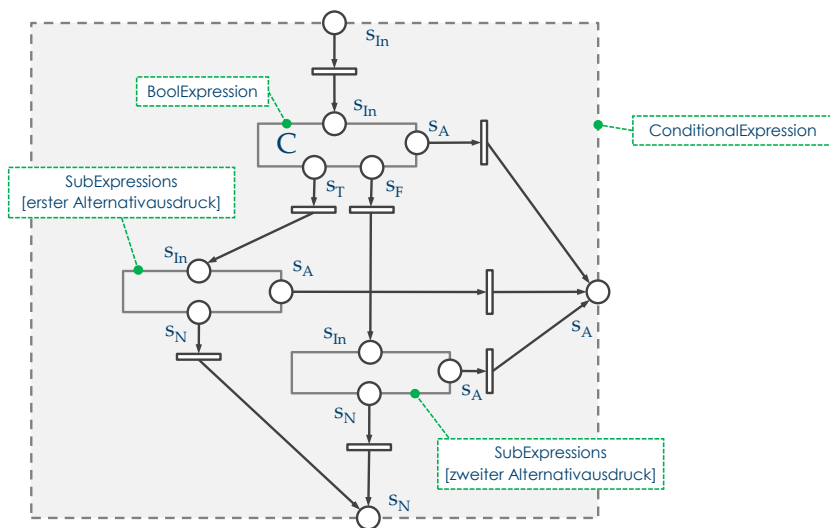 s_In
BoolExpression
s_In
s_A
C
ConditionalExpression
SubExpressions
[erster Alternativausdruck]
s_T
s_F
s_In
s_A
s_N
s_In
s_A
s_A
s_N
SubExpressions
[zweiter Alternativausdruck]
s_N